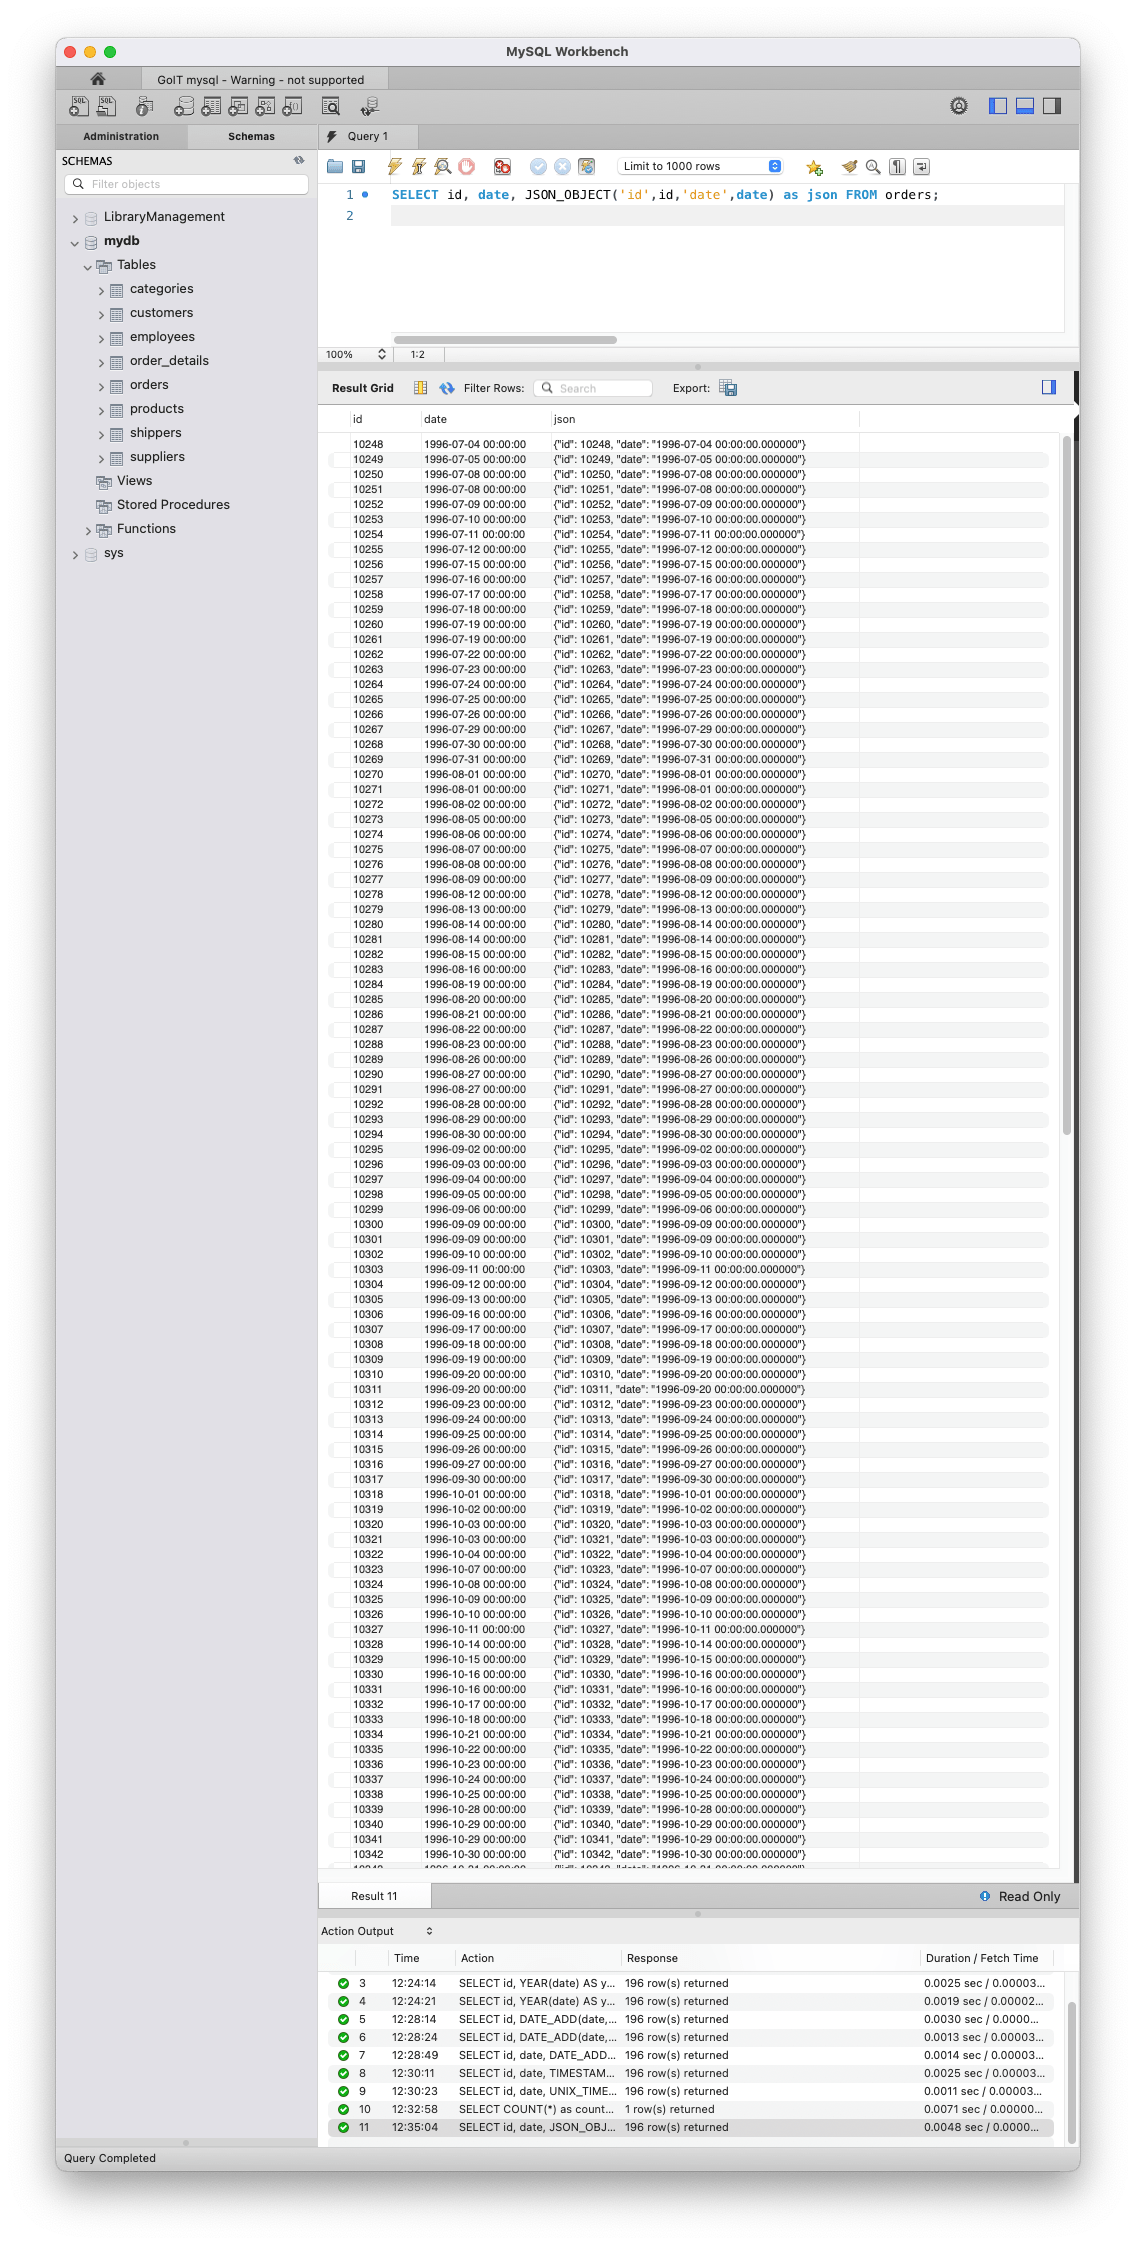 MySQL Workbench
GoIT mysql - Warning - not supported
Administration Schemas Query 1
SCHEMAS
Filter objects
Limit to 1000 rows
1 SELECT id, date, JSON_OBJECT('id',id,'date',date) as json FROM orders;
2
LibraryManagement
mydb
Tables
categories
customers
employees
order_details
orders
products
shippers
suppliers
Views
Stored Procedures
Functions
sys
100% 1:2
Result Grid Filter Rows: Search Export:
id date json
10248 1996-07-04 00:00:00 {"id": 10248, "date": "1996-07-04 00:00:00.000000"}
10249 1996-07-05 00:00:00 {"id": 10249, "date": "1996-07-05 00:00:00.000000"}
10250 1996-07-08 00:00:00 {"id": 10250, "date": "1996-07-08 00:00:00.000000"}
10251 1996-07-08 00:00:00 {"id": 10251, "date": "1996-07-08 00:00:00.000000"}
10252 1996-07-09 00:00:00 {"id": 10252, "date": "1996-07-09 00:00:00.000000"}
10253 1996-07-10 00:00:00 {"id": 10253, "date": "1996-07-10 00:00:00.000000"}
10254 1996-07-11 00:00:00 {"id": 10254, "date": "1996-07-11 00:00:00.000000"}
10255 1996-07-12 00:00:00 {"id": 10255, "date": "1996-07-12 00:00:00.000000"}
10256 1996-07-15 00:00:00 {"id": 10256, "date": "1996-07-15 00:00:00.000000"}
10257 1996-07-16 00:00:00 {"id": 10257, "date": "1996-07-16 00:00:00.000000"}
10258 1996-07-17 00:00:00 {"id": 10258, "date": "1996-07-17 00:00:00.000000"}
10259 1996-07-18 00:00:00 {"id": 10259, "date": "1996-07-18 00:00:00.000000"}
10260 1996-07-19 00:00:00 {"id": 10260, "date": "1996-07-19 00:00:00.000000"}
10261 1996-07-19 00:00:00 {"id": 10261, "date": "1996-07-19 00:00:00.000000"}
10262 1996-07-22 00:00:00 {"id": 10262, "date": "1996-07-22 00:00:00.000000"}
10263 1996-07-23 00:00:00 {"id": 10263, "date": "1996-07-23 00:00:00.000000"}
10264 1996-07-24 00:00:00 {"id": 10264, "date": "1996-07-24 00:00:00.000000"}
10265 1996-07-25 00:00:00 {"id": 10265, "date": "1996-07-25 00:00:00.000000"}
10266 1996-07-26 00:00:00 {"id": 10266, "date": "1996-07-26 00:00:00.000000"}
10267 1996-07-29 00:00:00 {"id": 10267, "date": "1996-07-29 00:00:00.000000"}
10268 1996-07-30 00:00:00 {"id": 10268, "date": "1996-07-30 00:00:00.000000"}
10269 1996-07-31 00:00:00 {"id": 10269, "date": "1996-07-31 00:00:00.000000"}
10270 1996-08-01 00:00:00 {"id": 10270, "date": "1996-08-01 00:00:00.000000"}
10271 1996-08-01 00:00:00 {"id": 10271, "date": "1996-08-01 00:00:00.000000"}
10272 1996-08-02 00:00:00 {"id": 10272, "date": "1996-08-02 00:00:00.000000"}
10273 1996-08-05 00:00:00 {"id": 10273, "date": "1996-08-05 00:00:00.000000"}
10274 1996-08-06 00:00:00 {"id": 10274, "date": "1996-08-06 00:00:00.000000"}
10275 1996-08-07 00:00:00 {"id": 10275, "date": "1996-08-07 00:00:00.000000"}
10276 1996-08-08 00:00:00 {"id": 10276, "date": "1996-08-08 00:00:00.000000"}
10277 1996-08-09 00:00:00 {"id": 10277, "date": "1996-08-09 00:00:00.000000"}
10278 1996-08-12 00:00:00 {"id": 10278, "date": "1996-08-12 00:00:00.000000"}
10279 1996-08-13 00:00:00 {"id": 10279, "date": "1996-08-13 00:00:00.000000"}
10280 1996-08-14 00:00:00 {"id": 10280, "date": "1996-08-14 00:00:00.000000"}
10281 1996-08-14 00:00:00 {"id": 10281, "date": "1996-08-14 00:00:00.000000"}
10282 1996-08-15 00:00:00 {"id": 10282, "date": "1996-08-15 00:00:00.000000"}
10283 1996-08-16 00:00:00 {"id": 10283, "date": "1996-08-16 00:00:00.000000"}
10284 1996-08-19 00:00:00 {"id": 10284, "date": "1996-08-19 00:00:00.000000"}
10285 1996-08-20 00:00:00 {"id": 10285, "date": "1996-08-20 00:00:00.000000"}
10286 1996-08-21 00:00:00 {"id": 10286, "date": "1996-08-21 00:00:00.000000"}
10287 1996-08-22 00:00:00 {"id": 10287, "date": "1996-08-22 00:00:00.000000"}
10288 1996-08-23 00:00:00 {"id": 10288, "date": "1996-08-23 00:00:00.000000"}
10289 1996-08-26 00:00:00 {"id": 10289, "date": "1996-08-26 00:00:00.000000"}
10290 1996-08-27 00:00:00 {"id": 10290, "date": "1996-08-27 00:00:00.000000"}
10291 1996-08-27 00:00:00 {"id": 10291, "date": "1996-08-27 00:00:00.000000"}
10292 1996-08-28 00:00:00 {"id": 10292, "date": "1996-08-28 00:00:00.000000"}
10293 1996-08-29 00:00:00 {"id": 10293, "date": "1996-08-29 00:00:00.000000"}
10294 1996-08-30 00:00:00 {"id": 10294, "date": "1996-08-30 00:00:00.000000"}
10295 1996-09-02 00:00:00 {"id": 10295, "date": "1996-09-02 00:00:00.000000"}
10296 1996-09-03 00:00:00 {"id": 10296, "date": "1996-09-03 00:00:00.000000"}
10297 1996-09-04 00:00:00 {"id": 10297, "date": "1996-09-04 00:00:00.000000"}
10298 1996-09-05 00:00:00 {"id": 10298, "date": "1996-09-05 00:00:00.000000"}
10299 1996-09-06 00:00:00 {"id": 10299, "date": "1996-09-06 00:00:00.000000"}
10300 1996-09-09 00:00:00 {"id": 10300, "date": "1996-09-09 00:00:00.000000"}
10301 1996-09-09 00:00:00 {"id": 10301, "date": "1996-09-09 00:00:00.000000"}
10302 1996-09-10 00:00:00 {"id": 10302, "date": "1996-09-10 00:00:00.000000"}
10303 1996-09-11 00:00:00 {"id": 10303, "date": "1996-09-11 00:00:00.000000"}
10304 1996-09-12 00:00:00 {"id": 10304, "date": "1996-09-12 00:00:00.000000"}
10305 1996-09-13 00:00:00 {"id": 10305, "date": "1996-09-13 00:00:00.000000"}
10306 1996-09-16 00:00:00 {"id": 10306, "date": "1996-09-16 00:00:00.000000"}
10307 1996-09-17 00:00:00 {"id": 10307, "date": "1996-09-17 00:00:00.000000"}
10308 1996-09-18 00:00:00 {"id": 10308, "date": "1996-09-18 00:00:00.000000"}
10309 1996-09-19 00:00:00 {"id": 10309, "date": "1996-09-19 00:00:00.000000"}
10310 1996-09-20 00:00:00 {"id": 10310, "date": "1996-09-20 00:00:00.000000"}
10311 1996-09-20 00:00:00 {"id": 10311, "date": "1996-09-20 00:00:00.000000"}
10312 1996-09-23 00:00:00 {"id": 10312, "date": "1996-09-23 00:00:00.000000"}
10313 1996-09-24 00:00:00 {"id": 10313, "date": "1996-09-24 00:00:00.000000"}
10314 1996-09-25 00:00:00 {"id": 10314, "date": "1996-09-25 00:00:00.000000"}
10315 1996-09-26 00:00:00 {"id": 10315, "date": "1996-09-26 00:00:00.000000"}
10316 1996-09-27 00:00:00 {"id": 10316, "date": "1996-09-27 00:00:00.000000"}
10317 1996-09-30 00:00:00 {"id": 10317, "date": "1996-09-30 00:00:00.000000"}
10318 1996-10-01 00:00:00 {"id": 10318, "date": "1996-10-01 00:00:00.000000"}
10319 1996-10-02 00:00:00 {"id": 10319, "date": "1996-10-02 00:00:00.000000"}
10320 1996-10-03 00:00:00 {"id": 10320, "date": "1996-10-03 00:00:00.000000"}
10321 1996-10-03 00:00:00 {"id": 10321, "date": "1996-10-03 00:00:00.000000"}
10322 1996-10-04 00:00:00 {"id": 10322, "date": "1996-10-04 00:00:00.000000"}
10323 1996-10-07 00:00:00 {"id": 10323, "date": "1996-10-07 00:00:00.000000"}
10324 1996-10-08 00:00:00 {"id": 10324, "date": "1996-10-08 00:00:00.000000"}
10325 1996-10-09 00:00:00 {"id": 10325, "date": "1996-10-09 00:00:00.000000"}
10326 1996-10-10 00:00:00 {"id": 10326, "date": "1996-10-10 00:00:00.000000"}
10327 1996-10-11 00:00:00 {"id": 10327, "date": "1996-10-11 00:00:00.000000"}
10328 1996-10-14 00:00:00 {"id": 10328, "date": "1996-10-14 00:00:00.000000"}
10329 1996-10-15 00:00:00 {"id": 10329, "date": "1996-10-15 00:00:00.000000"}
10330 1996-10-16 00:00:00 {"id": 10330, "date": "1996-10-16 00:00:00.000000"}
10331 1996-10-16 00:00:00 {"id": 10331, "date": "1996-10-16 00:00:00.000000"}
10332 1996-10-17 00:00:00 {"id": 10332, "date": "1996-10-17 00:00:00.000000"}
10333 1996-10-18 00:00:00 {"id": 10333, "date": "1996-10-18 00:00:00.000000"}
10334 1996-10-21 00:00:00 {"id": 10334, "date": "1996-10-21 00:00:00.000000"}
10335 1996-10-22 00:00:00 {"id": 10335, "date": "1996-10-22 00:00:00.000000"}
10336 1996-10-23 00:00:00 {"id": 10336, "date": "1996-10-23 00:00:00.000000"}
10337 1996-10-24 00:00:00 {"id": 10337, "date": "1996-10-24 00:00:00.000000"}
10338 1996-10-25 00:00:00 {"id": 10338, "date": "1996-10-25 00:00:00.000000"}
10339 1996-10-28 00:00:00 {"id": 10339, "date": "1996-10-28 00:00:00.000000"}
10340 1996-10-29 00:00:00 {"id": 10340, "date": "1996-10-29 00:00:00.000000"}
10341 1996-10-29 00:00:00 {"id": 10341, "date": "1996-10-29 00:00:00.000000"}
10342 1996-10-30 00:00:00 {"id": 10342, "date": "1996-10-30 00:00:00.000000"}
Result 11 Read Only
Action Output
Time Action Response Duration / Fetch Time
3 12:24:14 SELECT id, YEAR(date) AS y... 196 row(s) returned 0.0025 sec / 0.00003...
4 12:24:21 SELECT id, YEAR(date) AS y... 196 row(s) returned 0.0019 sec / 0.00002...
5 12:28:14 SELECT id, DATE_ADD(date,... 196 row(s) returned 0.0030 sec / 0.0000...
6 12:28:24 SELECT id, DATE_ADD(date,... 196 row(s) returned 0.0013 sec / 0.00003...
7 12:28:49 SELECT id, date, DATE_ADD... 196 row(s) returned 0.0014 sec / 0.00003...
8 12:30:11 SELECT id, date, TIMESTAM... 196 row(s) returned 0.0025 sec / 0.00003...
9 12:30:23 SELECT id, date, UNIX_TIME... 196 row(s) returned 0.0011 sec / 0.00003...
10 12:32:58 SELECT COUNT(*) as count... 1 row(s) returned 0.0071 sec / 0.00000...
11 12:35:04 SELECT id, date, JSON_OBJ... 196 row(s) returned 0.0048 sec / 0.0000...
Query Completed